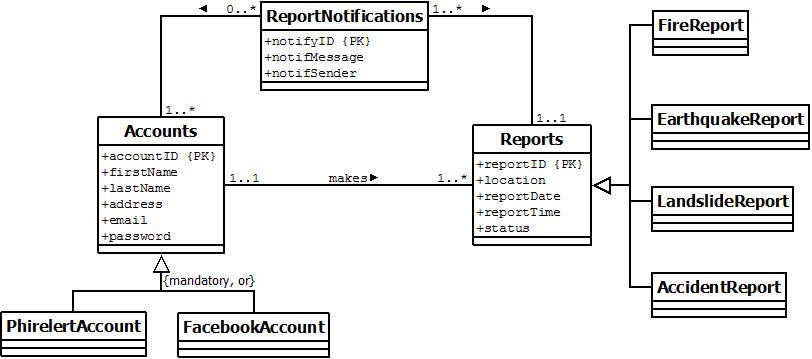 0..*
ReportNotifications
1..*
+notifyID {PK}
+notifMessage
+notifSender
FireReport
1..*
Accounts
+accountID {PK}
+firstName
+lastName
+address
+email
+password
1..1
makes
1..*
1..1
Reports
+reportID {PK}
+location
+reportDate
+reportTime
+status
EarthquakeReport
LandslideReport
AccidentReport
{mandatory, or}
PhirelertAccount
FacebookAccount